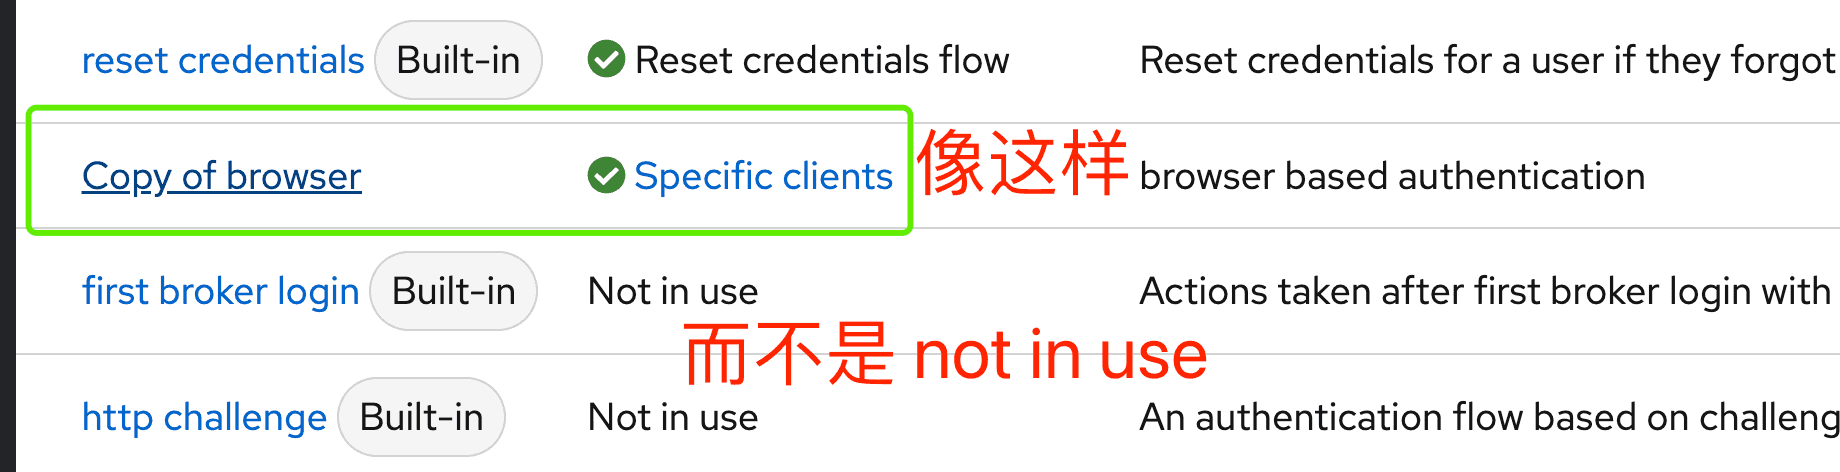 reset credentials Built-in Reset credentials flow Reset credentials for a user if they forgot
Copy of browser Specific clients 像这样 browser based authentication
first broker login Built-in Not in use Actions taken after first broker login with
而不是 not in use
http challenge Built-in Not in use An authentication flow based on challeng